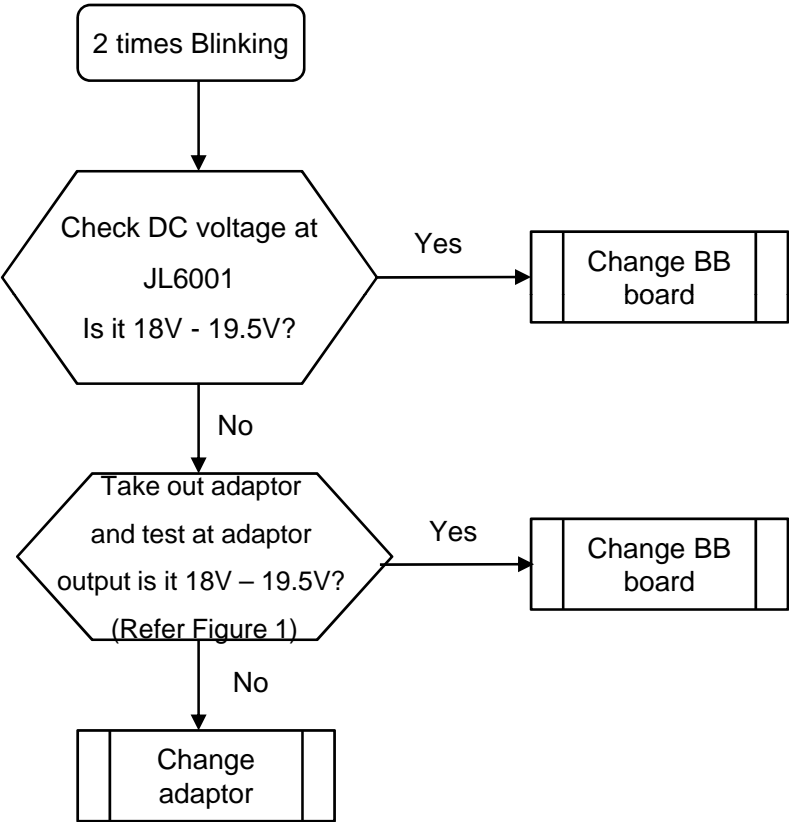 2 times Blinking
Check DC voltage at
JL6001
Is it 18V - 19.5V?
Yes
Change BB
board
No
Take out adaptor
and test at adaptor
output is it 18V – 19.5V?
(Refer Figure 1)
Yes
Change BB
board
No
Change
adaptor